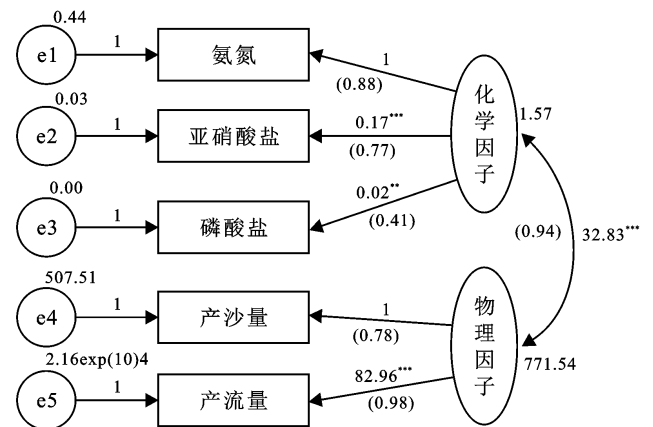 0.44
e1
1
氨氮
1
(0.88)
0.03
e2
1
亚硝酸盐
0.17***
(0.77)
化学因子
1.57
0.00
e3
1
磷酸盐
0.02**
(0.41)
(0.94)
32.83***
507.51
e4
1
产沙量
1
(0.78)
物理因子
771.54
2.16exp(10)4
e5
1
产流量
82.96***
(0.98)